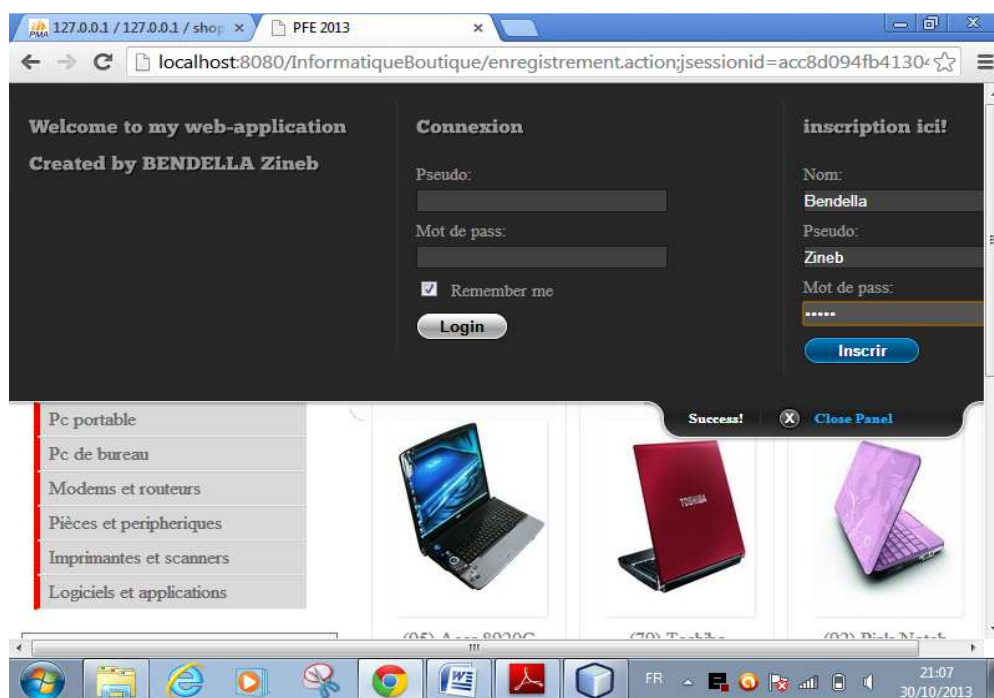 127.0.0.1 / 127.0.0.1 / shop
PFE 2013
localhost:8080/InformatiqueBoutique/enregistrement.action;jsessionid=acc8d094fb4130
Welcome to my web-application
Created by BENDELLA Zineb
Connexion
Pseudo:
Mot de pass:
Remember me
Login
inscription ici!
Nom:
Bendella
Pseudo:
Zineb
Mot de pass:
•••••
Inscrir
Success!
X Close Panel
Pc portable
Pc de bureau
Modems et routeurs
Pièces et peripheriques
Imprimantes et scanners
Logiciels et applications
TOSHIBA
FR
21:07
30/10/2013